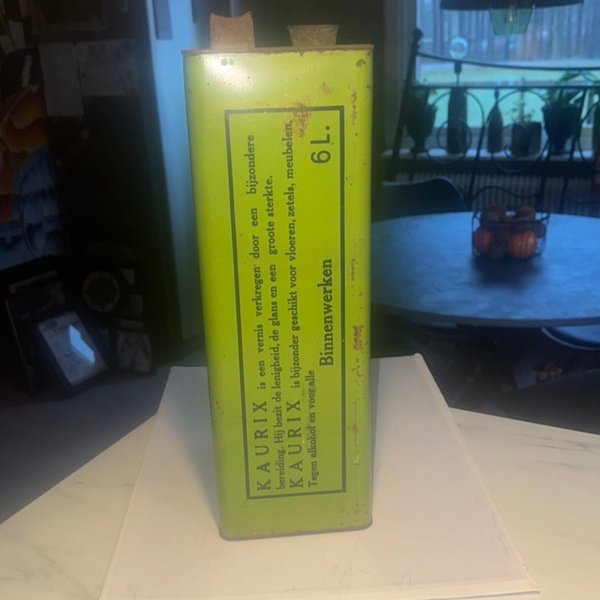 KAURIX is een vernis verkregen door een bijzondere
bereiding. Hij bezit de lenigheid, de glans en een groote sterkte.
KAURIX is bijzonder geschikt voor vloeren, zetels, meubelen,
Tegen alkohol en voor alle
Binnenwerken
6 L.